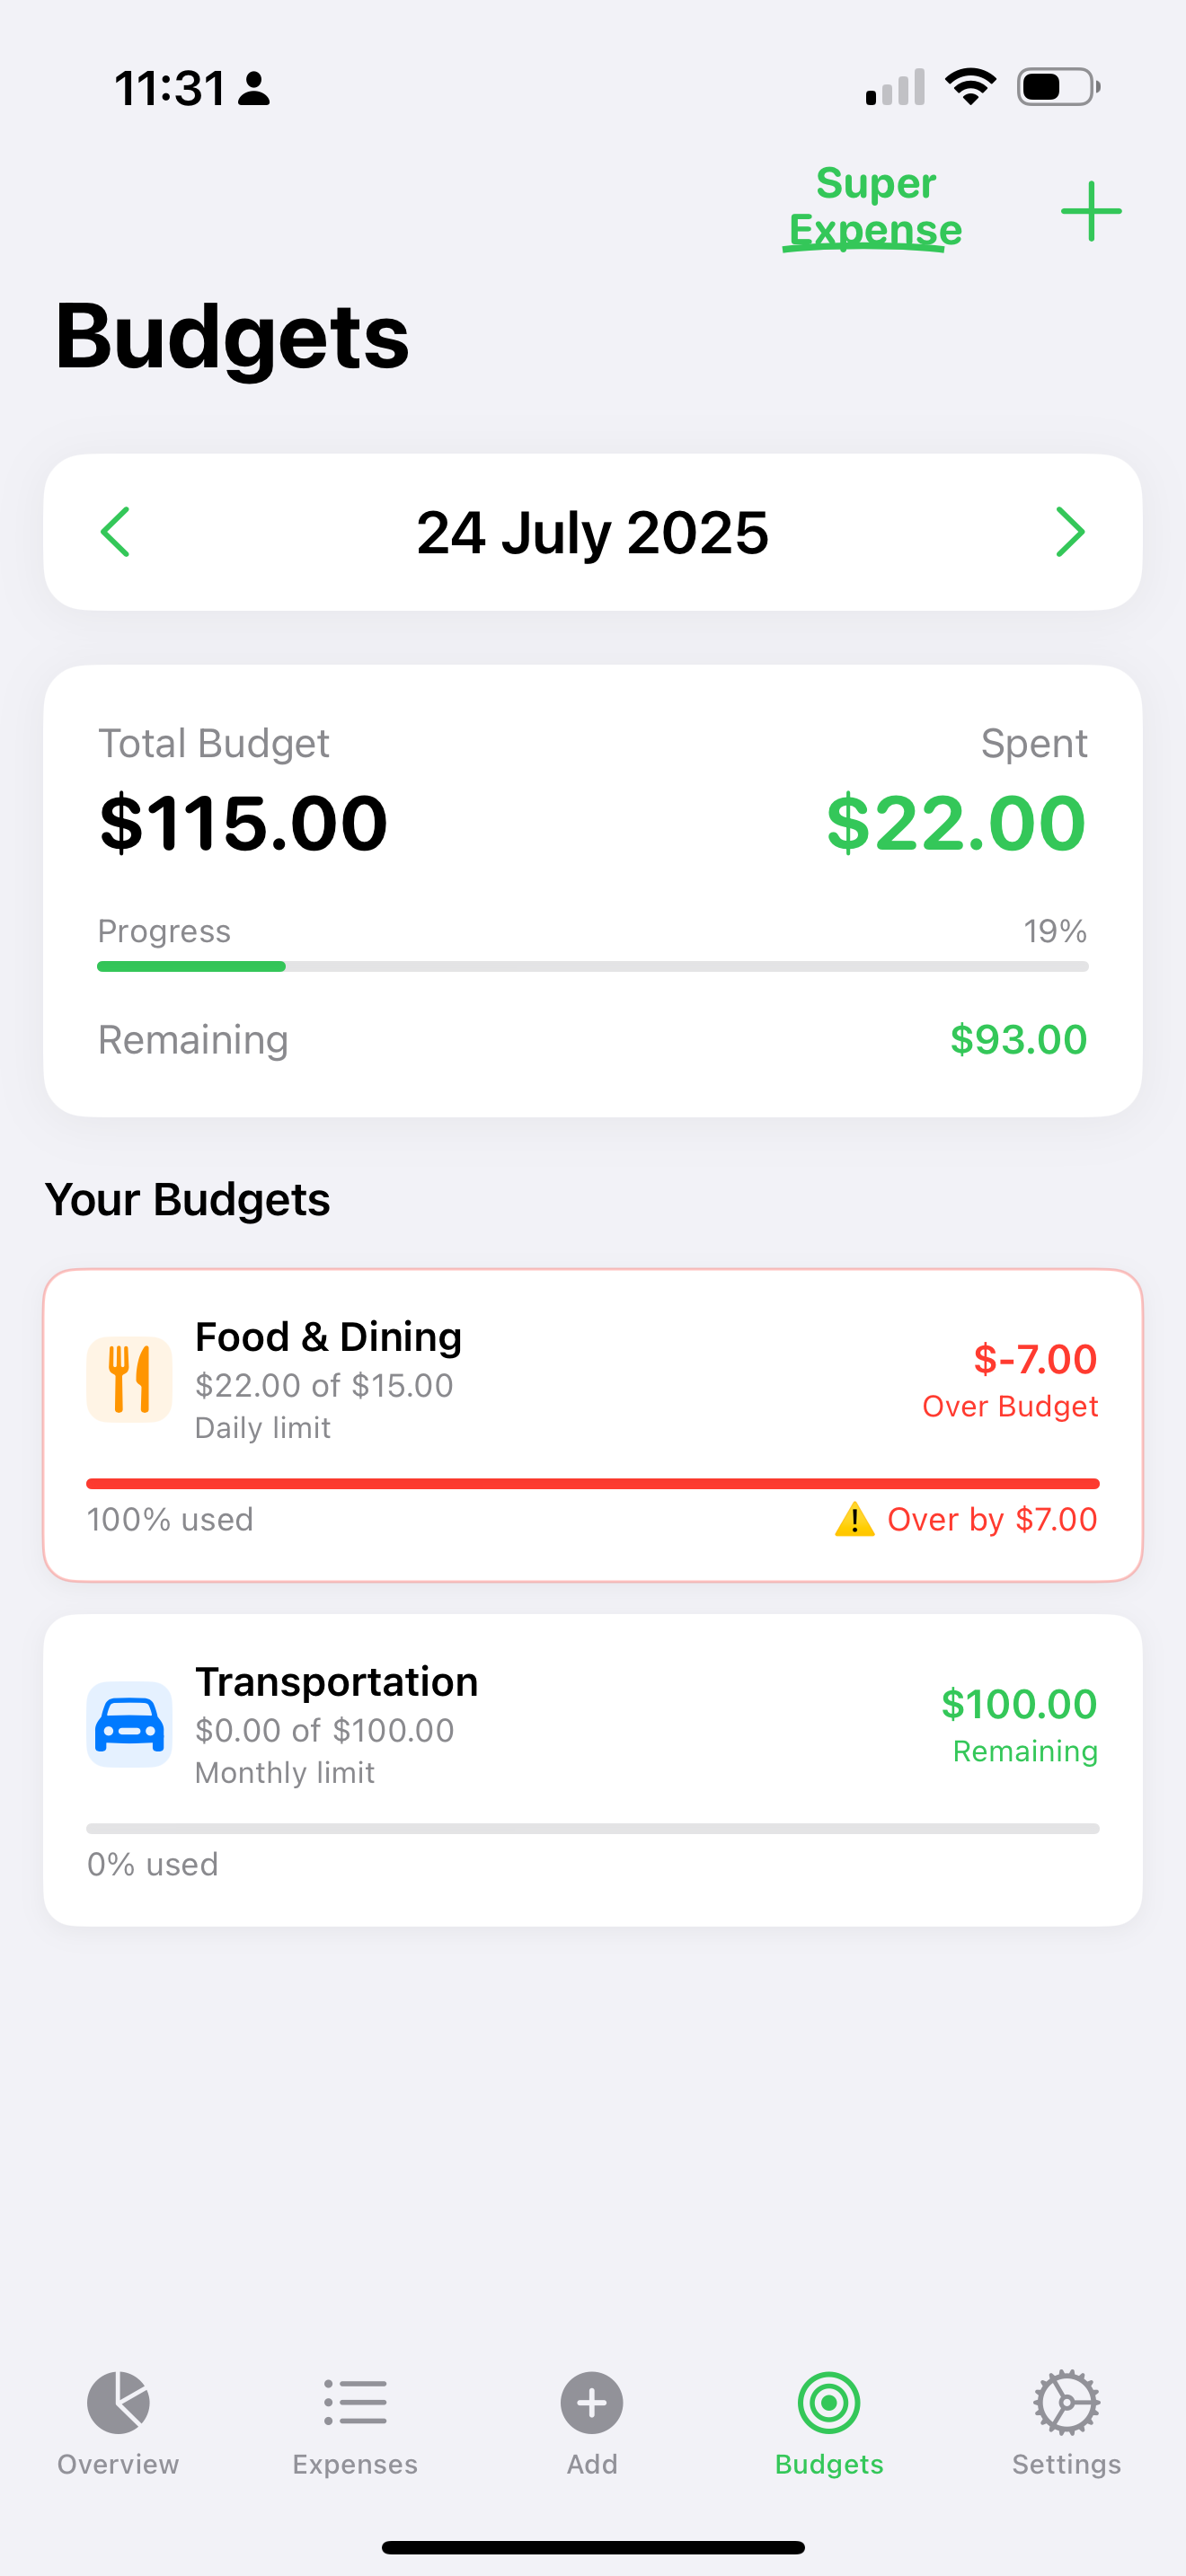 11:31
Super
Expense
Budgets
24 July 2025
Total Budget
Spent
$115.00
$22.00
Progress
19%
Remaining
$93.00
Your Budgets
Food & Dining
$22.00 of $15.00
Daily limit
$-7.00
Over Budget
100% used
⚠️ Over by $7.00
Transportation
$0.00 of $100.00
Monthly limit
$100.00
Remaining
0% used
Overview
Expenses
Add
Budgets
Settings